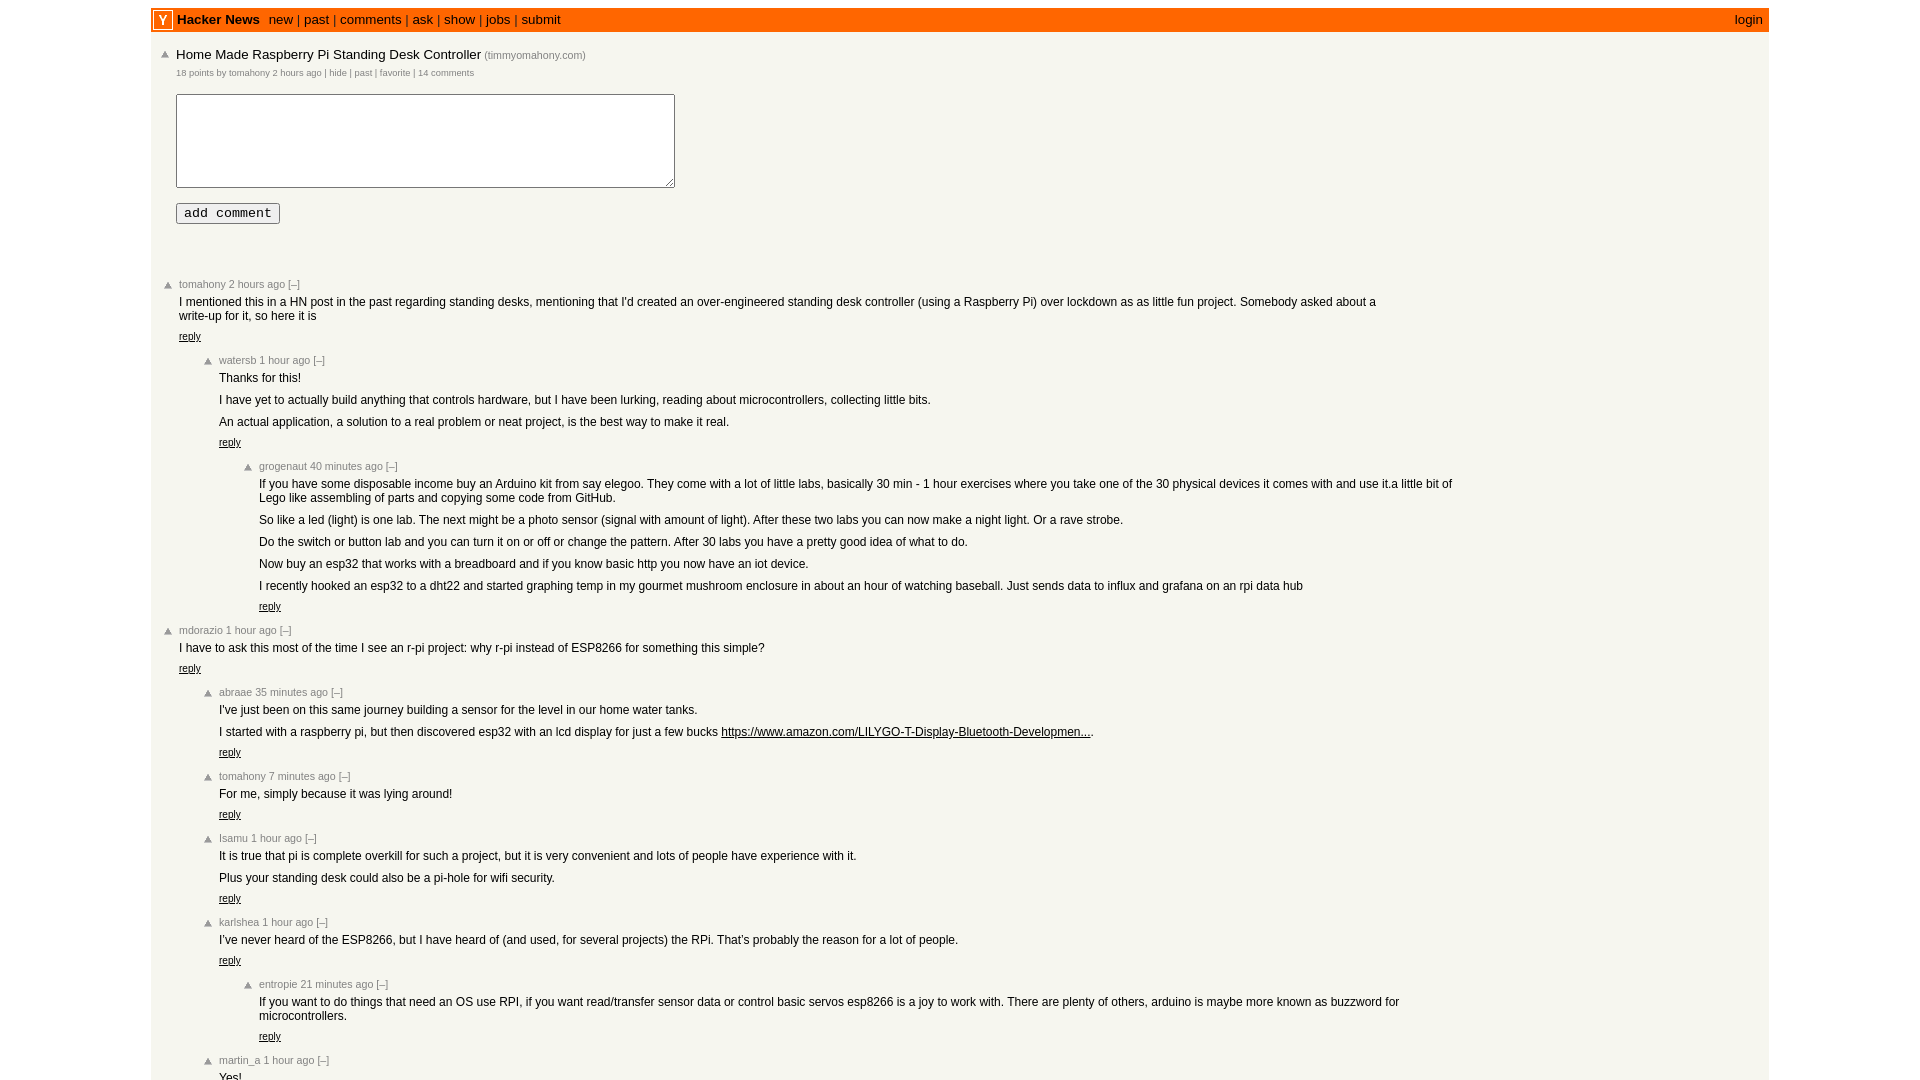 Y Hacker News new | past | comments | ask | show | jobs | submit login
Home Made Raspberry Pi Standing Desk Controller (timmyomahony.com)
18 points by tomahony 2 hours ago | hide | past | favorite | 14 comments
add comment
tomahony 2 hours ago [–]
I mentioned this in a HN post in the past regarding standing desks, mentioning that I'd created an over-engineered standing desk controller (using a Raspberry Pi) over lockdown as as little fun project. Somebody asked about a
write-up for it, so here it is
reply
watersb 1 hour ago [–]
Thanks for this!
I have yet to actually build anything that controls hardware, but I have been lurking, reading about microcontrollers, collecting little bits.
An actual application, a solution to a real problem or neat project, is the best way to make it real.
reply
grogenaut 40 minutes ago [–]
If you have some disposable income buy an Arduino kit from say elegoo. They come with a lot of little labs, basically 30 min - 1 hour exercises where you take one of the 30 physical devices it comes with and use it.a little bit of
Lego like assembling of parts and copying some code from GitHub.
So like a led (light) is one lab. The next might be a photo sensor (signal with amount of light). After these two labs you can now make a night light. Or a rave strobe.
Do the switch or button lab and you can turn it on or off or change the pattern. After 30 labs you have a pretty good idea of what to do.
Now buy an esp32 that works with a breadboard and if you know basic http you now have an iot device.
I recently hooked an esp32 to a dht22 and started graphing temp in my gourmet mushroom enclosure in about an hour of watching baseball. Just sends data to influx and grafana on an rpi data hub
reply
mdorazio 1 hour ago [–]
I have to ask this most of the time I see an r-pi project: why r-pi instead of ESP8266 for something this simple?
reply
abraae 35 minutes ago [–]
I've just been on this same journey building a sensor for the level in our home water tanks.
I started with a raspberry pi, but then discovered esp32 with an lcd display for just a few bucks https://www.amazon.com/LILYGO-T-Display-Bluetooth-Developmen....
reply
tomahony 7 minutes ago [–]
For me, simply because it was lying around!
reply
Isamu 1 hour ago [–]
It is true that pi is complete overkill for such a project, but it is very convenient and lots of people have experience with it.
Plus your standing desk could also be a pi-hole for wifi security.
reply
karlshea 1 hour ago [–]
I’ve never heard of the ESP8266, but I have heard of (and used, for several projects) the RPi. That’s probably the reason for a lot of people.
reply
entropie 21 minutes ago [–]
If you want to do things that need an OS use RPI, if you want read/transfer sensor data or control basic servos esp8266 is a joy to work with. There are plenty of others, arduino is maybe more known as buzzword for
microcontrollers.
reply
martin_a 1 hour ago [–]
Yes!